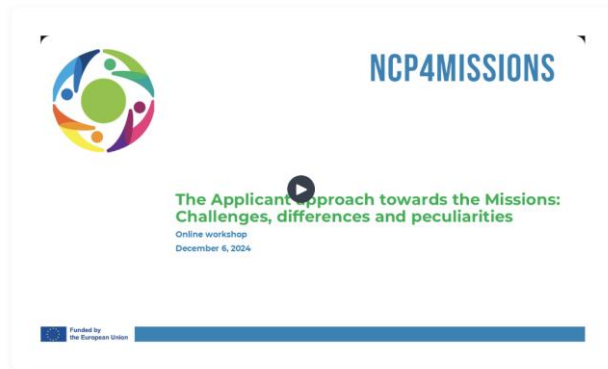 NCP4MISSIONS
The Applicant approach towards the Missions:
Challenges, differences and peculiarities
Online workshop
December 6, 2024
Funded by
the European Union